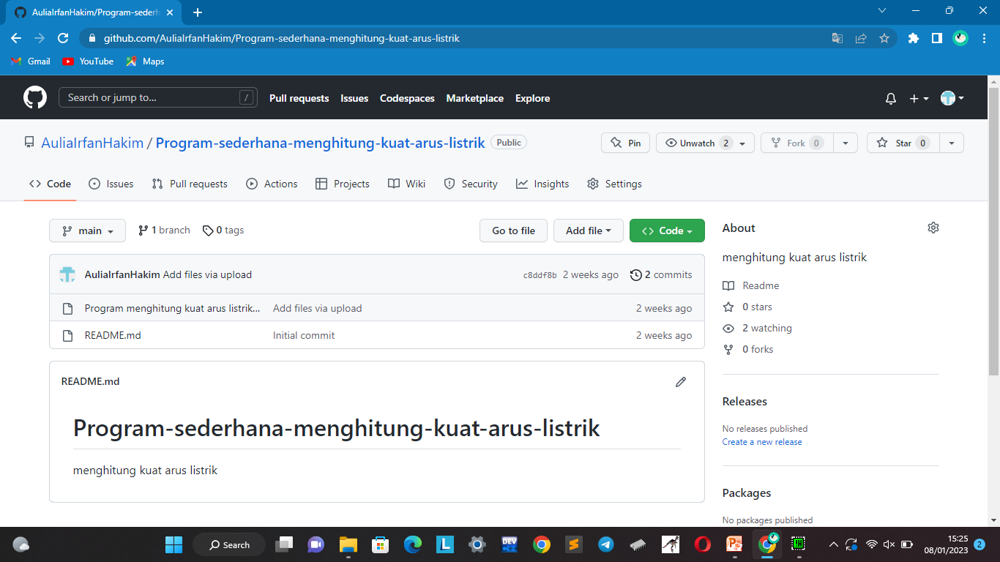 AuliaIrfanHakim/Program-sederh
github.com/AuliaIrfanHakim/Program-sederhana-menghitung-kuat-arus-listrik
Gmail YouTube Maps
Search or jump to... / Pull requests Issues Codespaces Marketplace Explore
AuliaIrfanHakim / Program-sederhana-menghitung-kuat-arus-listrik Public Pin Unwatch 2 Fork 0 Star 0
Code Issues Pull requests Actions Projects Wiki Security Insights Settings
main 1 branch 0 tags Go to file Add file Code
AuliaIrfanHakim Add files via upload c8ddf8b 2 weeks ago 2 commits
Program menghitung kuat arus listrik... Add files via upload 2 weeks ago
README.md Initial commit 2 weeks ago
README.md
Program-sederhana-menghitung-kuat-arus-listrik
menghitung kuat arus listrik
About
menghitung kuat arus listrik
Readme
0 stars
2 watching
0 forks
Releases
No releases published
Create a new release
Packages
No packages published
Search
DEV
L
15:25
08/01/2023
2